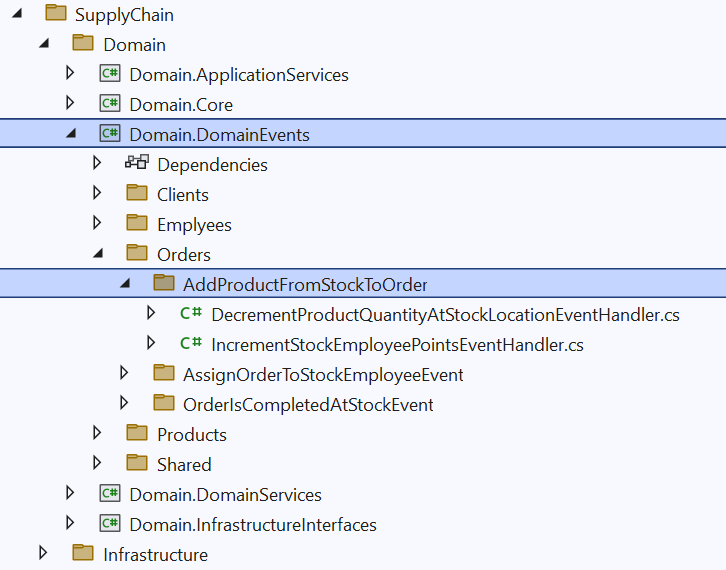 SupplyChain
Domain
C# Domain.ApplicationServices
C# Domain.Core
C# Domain.DomainEvents
Dependencies
Clients
Emplyees
Orders
AddProductFromStockToOrder
C# DecrementProductQuantityAtStockLocationEventHandler.cs
C# IncrementStockEmployeePointsEventHandler.cs
AssignOrderToStockEmployeeEvent
OrderIsCompletedAtStockEvent
Products
Shared
C# Domain.DomainServices
C# Domain.InfrastructureInterfaces
Infrastructure